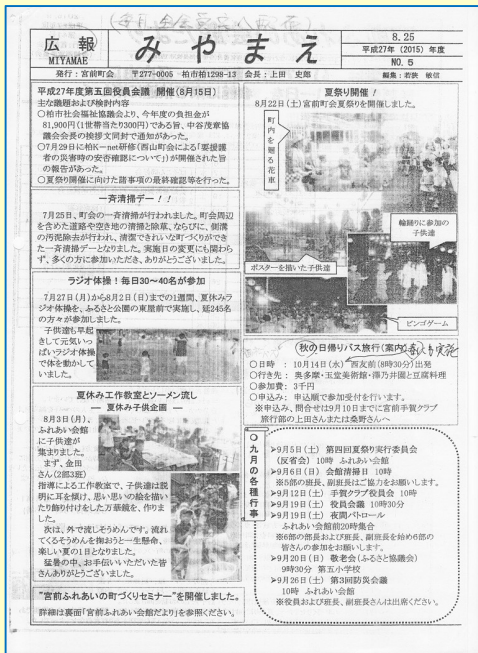 広報
MIYAMAE
みやまえ
8.25
平成27年（2015）年度
NO. 5
発行：宮前町会　〒277-0005　柏市柏1298-13　会長：上田　史郎
編集：若狭　敏信
平成27年度第五回役員会議　開催（8月15日）
主な議題および検討内容
○柏市社会福祉協議会より、今年度の負担金が
81,900円（1世帯当たり300円）である旨、中谷茂章協
議会会長の挨拶文同封で通知があった。
○7月29日に柏K－net研修（西山町会による「要援護
者の災害時の安否確認について」）が開催された旨
の報告があった。
○夏祭り開催に向けた諸事項の最終確認等を行った。
一斉清掃デー！！
7月25日、町会の一斉清掃が行われました。町会周辺
を含めた道路や空き地の清掃と除草、ならびに、側溝
の汚泥除去が行われ、清潔できれいな町づくりができ
た一斉清掃デーとなりました。実施日の変更にも関わら
ず、多くの方に参加いただき、ありがとうございました。
ラジオ体操！毎日30～40名が参加
7月27日（月）から8月2日（日）までの1週間、夏休みラ
ジオ体操を、ふるさと公園の東屋前で実施し、延245名
の方々が参加しました。
子供達も早起
きして元気いっ
ぱいラジオ体操
で体を動かして
いました。
夏休み工作教室とソーメン流し
― 夏休み子供企画 ―
8月3日（月）、
ふれあい会館
に子供達が
集まりました。
まず、金田
さん（2部3班）
指導による工作教室で、子供達は説
明に耳を傾け、思い思いの絵を描い
たり飾り付けをした万華鏡を、作りま
した。
次は、外で流しそうめんです。流れ
てくるそうめんを掬おうと一生懸命、
楽しい夏の1日となりました。
猛暑の中、お手伝いいただいた皆
さんありがとうございました。
“宮前ふれあいの町づくりセミナー”を開催しました。
詳細は裏面「宮前ふれあい会館だより」を参照ください。
夏祭り開催！
8月22日（土）宮前町会夏祭りを開催しました。
町内を廻る花車
輪踊りに参加の
子供達
ポスターを描いた子供達
ビンゴゲーム
秋の日帰りバス旅行（案内）
○日時　：　10月14日（水）　西友前（8時30分）出発
○行き先　：　奥多摩・玉堂美術館・澤乃井園と豆腐料理
○参加費：　3千円
○申込み：　申込順で参加受付を行います。
※申込み、問合せは9月10日までに宮前手賀クラブ
旅行部の上田さんまたは桑野さんへ
○九月の各種行事
➢9月5日（土）　第四回夏祭り実行委員会
（反省会）　10時　ふれあい会館
➢9月6日（日）　会館清掃日　10時
※5部の班長、副班長はご協力をお願いします。
➢9月12日（土）　手賀クラブ役員会　10時
➢9月19日（土）　役員会議　10時30分
➢9月19日（土）　夜間パトロール
ふれあい会館前20時集合
※6部の部長および班長、副班長を始め6部の
皆さんの参加をお願いします。
➢9月20日（日）　敬老会（ふるさと協議会）
9時30分　第五小学校
➢9月26日（土）　第3回防災会議
10時　ふれあい会館
※役員および班長、副班長さんは出席ください。